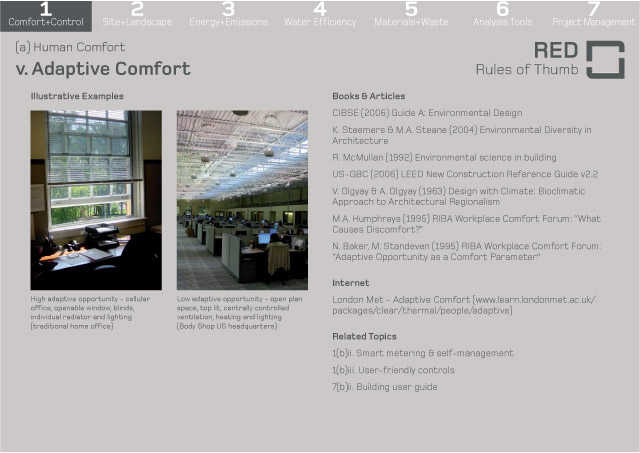 1 2 3 4 5 6 7
Comfort+Control Site+Landscape Energy+Emissions Water Efficiency Materials+Waste Analysis Tools Project Management
(a) Human Comfort
v. Adaptive Comfort
RED
Rules of Thumb
Illustrative Examples
High adaptive opportunity - cellular
office, openable window, blinds,
individual radiator and lighting
(traditional home office)
Low adaptive opportunity - open plan
space, top lit, centrally controlled
ventilation, heating and lighting
(Body Shop US headquarters)
Books & Articles
CIBSE (2006) Guide A: Environmental Design
K. Steemers & M.A. Steane (2004) Environmental Diversity in
Architecture
R. McMullan (1992) Environmental science in building
US-GBC (2006) LEED New Construction Reference Guide v2.2
V. Olgyay & A. Olgyay (1963) Design with Climate: Bioclimatic
Approach to Architectural Regionalism
M.A. Humphreys (1995) RIBA Workplace Comfort Forum: "What
Causes Discomfort?"
N. Baker, M. Standeven (1995) RIBA Workplace Comfort Forum:
"Adaptive Opportunity as a Comfort Parameter"
Internet
London Met - Adaptive Comfort (www.learn.londonmet.ac.uk/
packages/clear/thermal/people/adaptive)
Related Topics
1(b)ii. Smart metering & self-management
1(b)iii. User-friendly controls
7(b)i. Building user guide